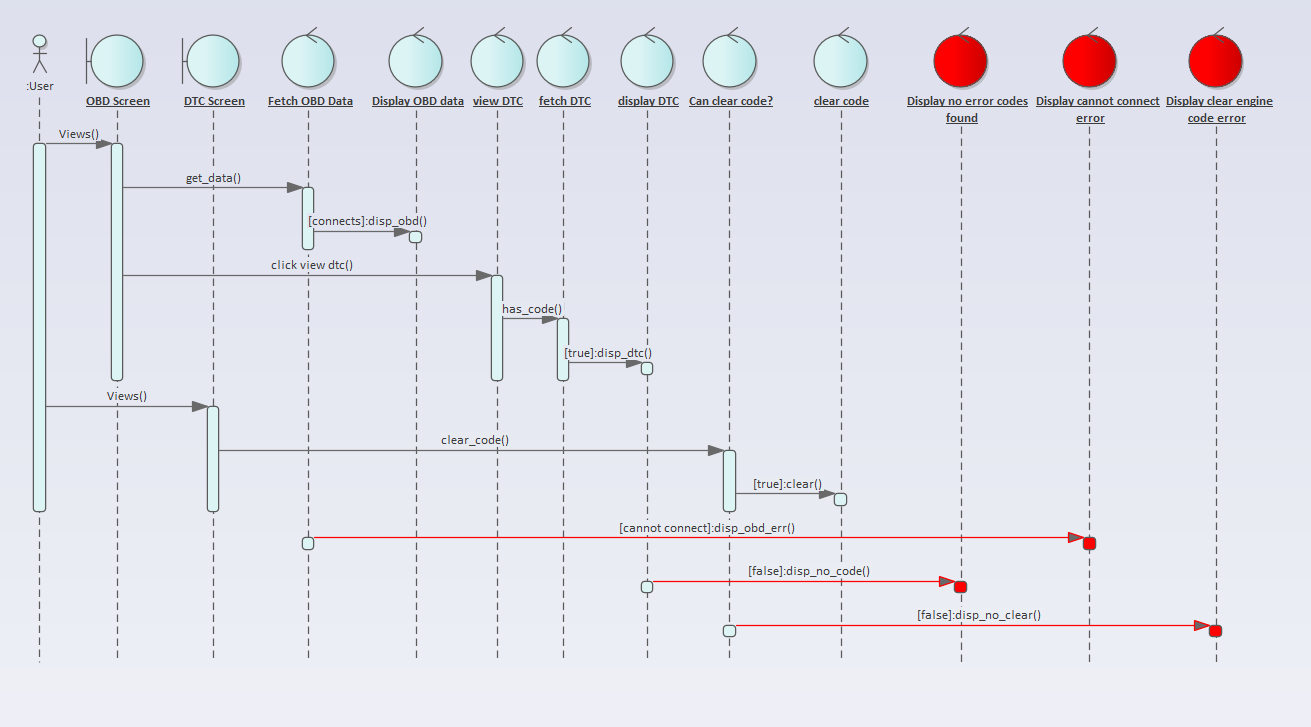 :User
OBD Screen
DTC Screen
Fetch OBD Data
Display OBD data
view DTC
fetch DTC
display DTC
Can clear code?
clear code
Display no error codes
found
Display cannot connect
error
Display clear engine
code error
Views()
get_data()
[connects]:disp_obd()
click view dtc()
has_code()
[true]:disp_dtc()
Views()
clear_code()
[true]:clear()
[cannot connect]:disp_obd_err()
[false]:disp_no_code()
[false]:disp_no_clear()